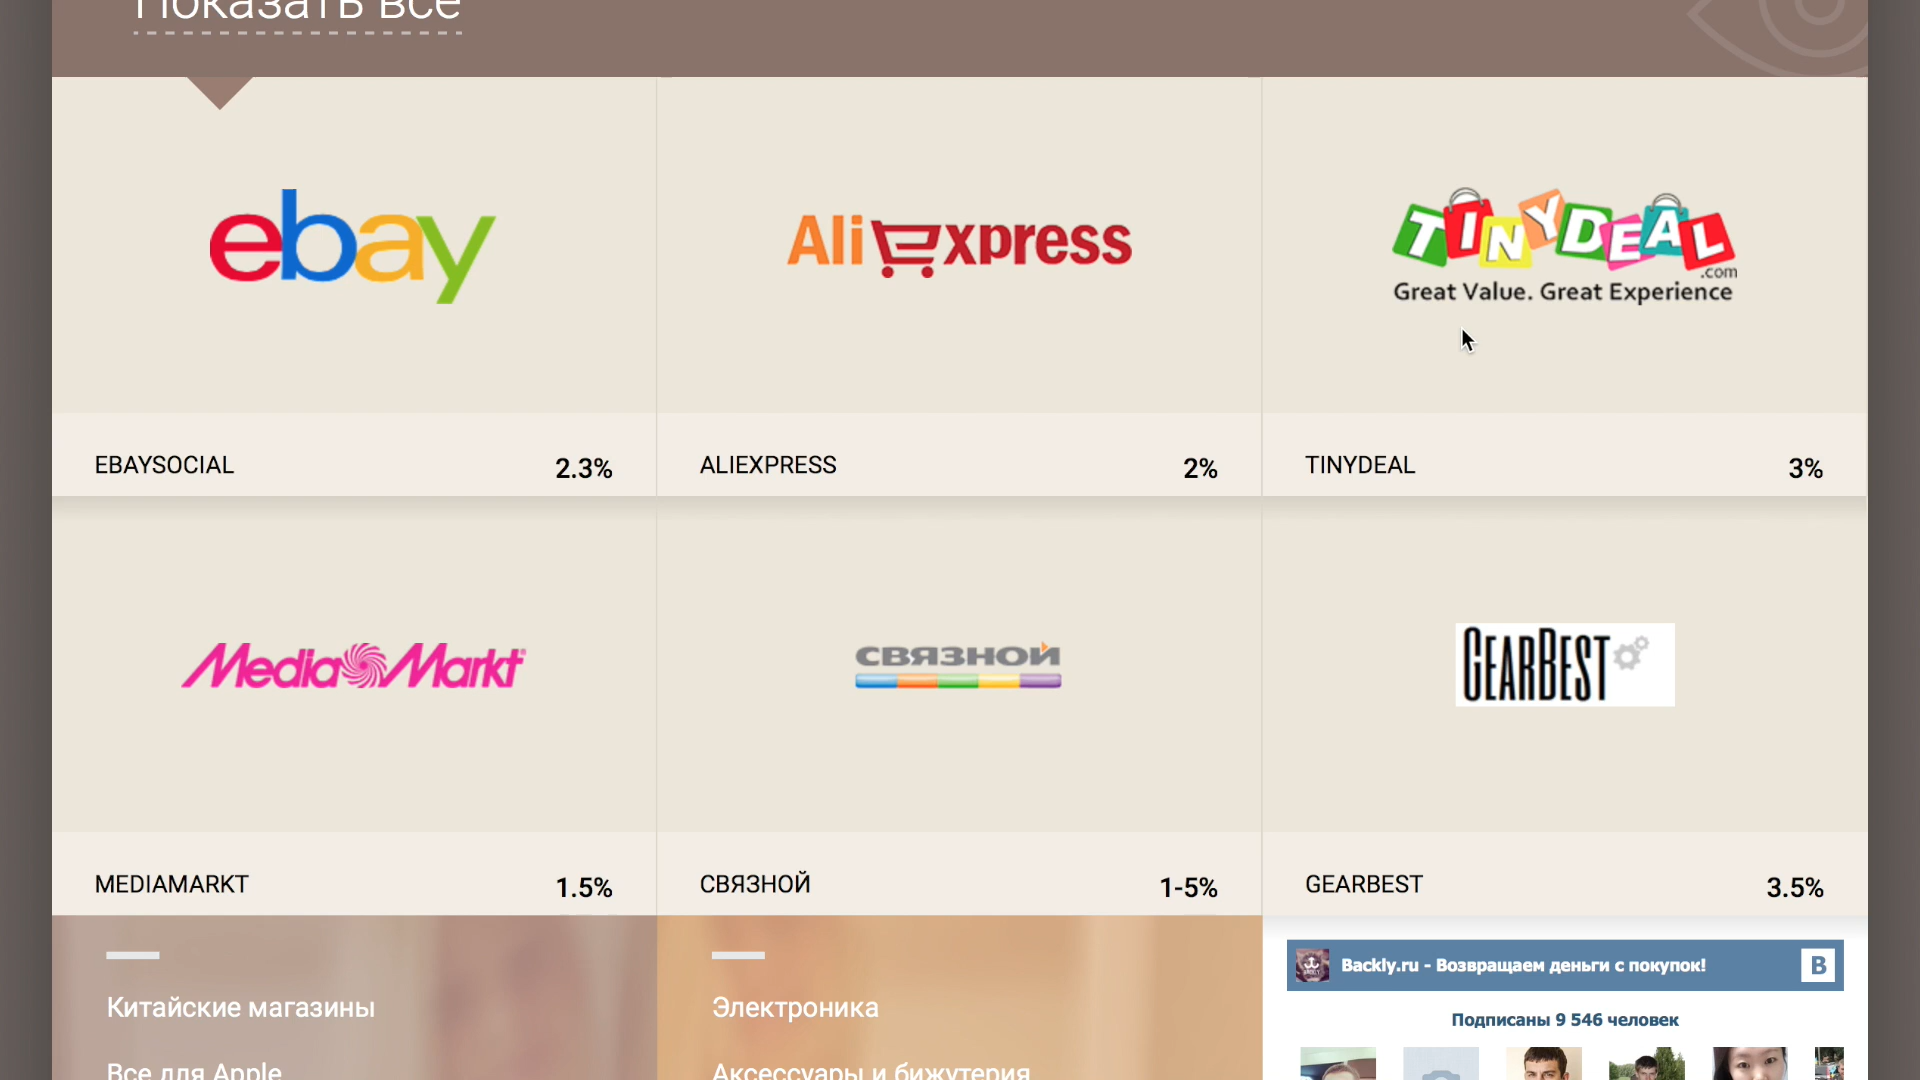 Показать все
ebay
AliExpress
TINYDEAL
.com
Great Value. Great Experience
EBAYSOCIAL 2.3%
ALIEXPRESS 2%
TINYDEAL 3%
Media Markt
СВЯЗНОЙ
GEARBEST
MEDIAMARKT 1.5%
СВЯЗНОЙ 1-5%
GEARBEST 3.5%
Backly.ru - Возвращаем деньги с покупок! B
Подписаны 9 546 человек
Китайские магазины
Все для Apple
Электроника
Аксессуары и бижутерия